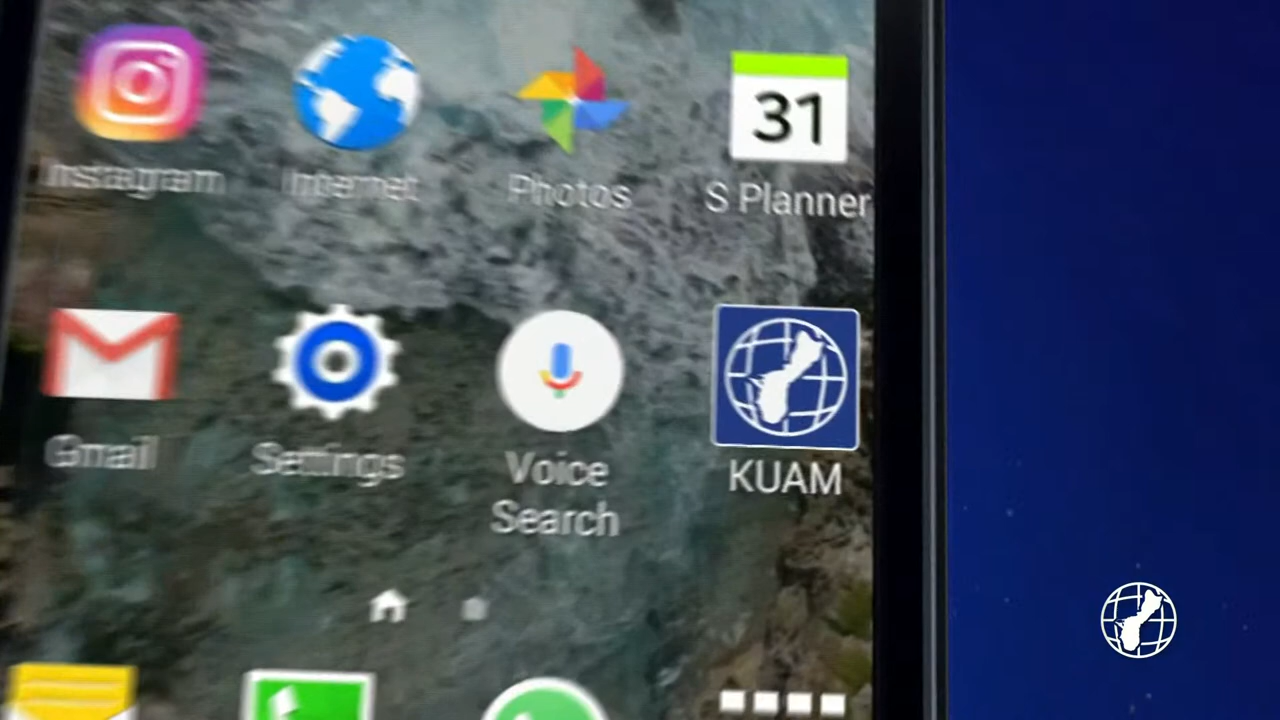 31
Instagram
Internet
Photos
S Planner
Gmail
Settings
Voice
Search
KUAM